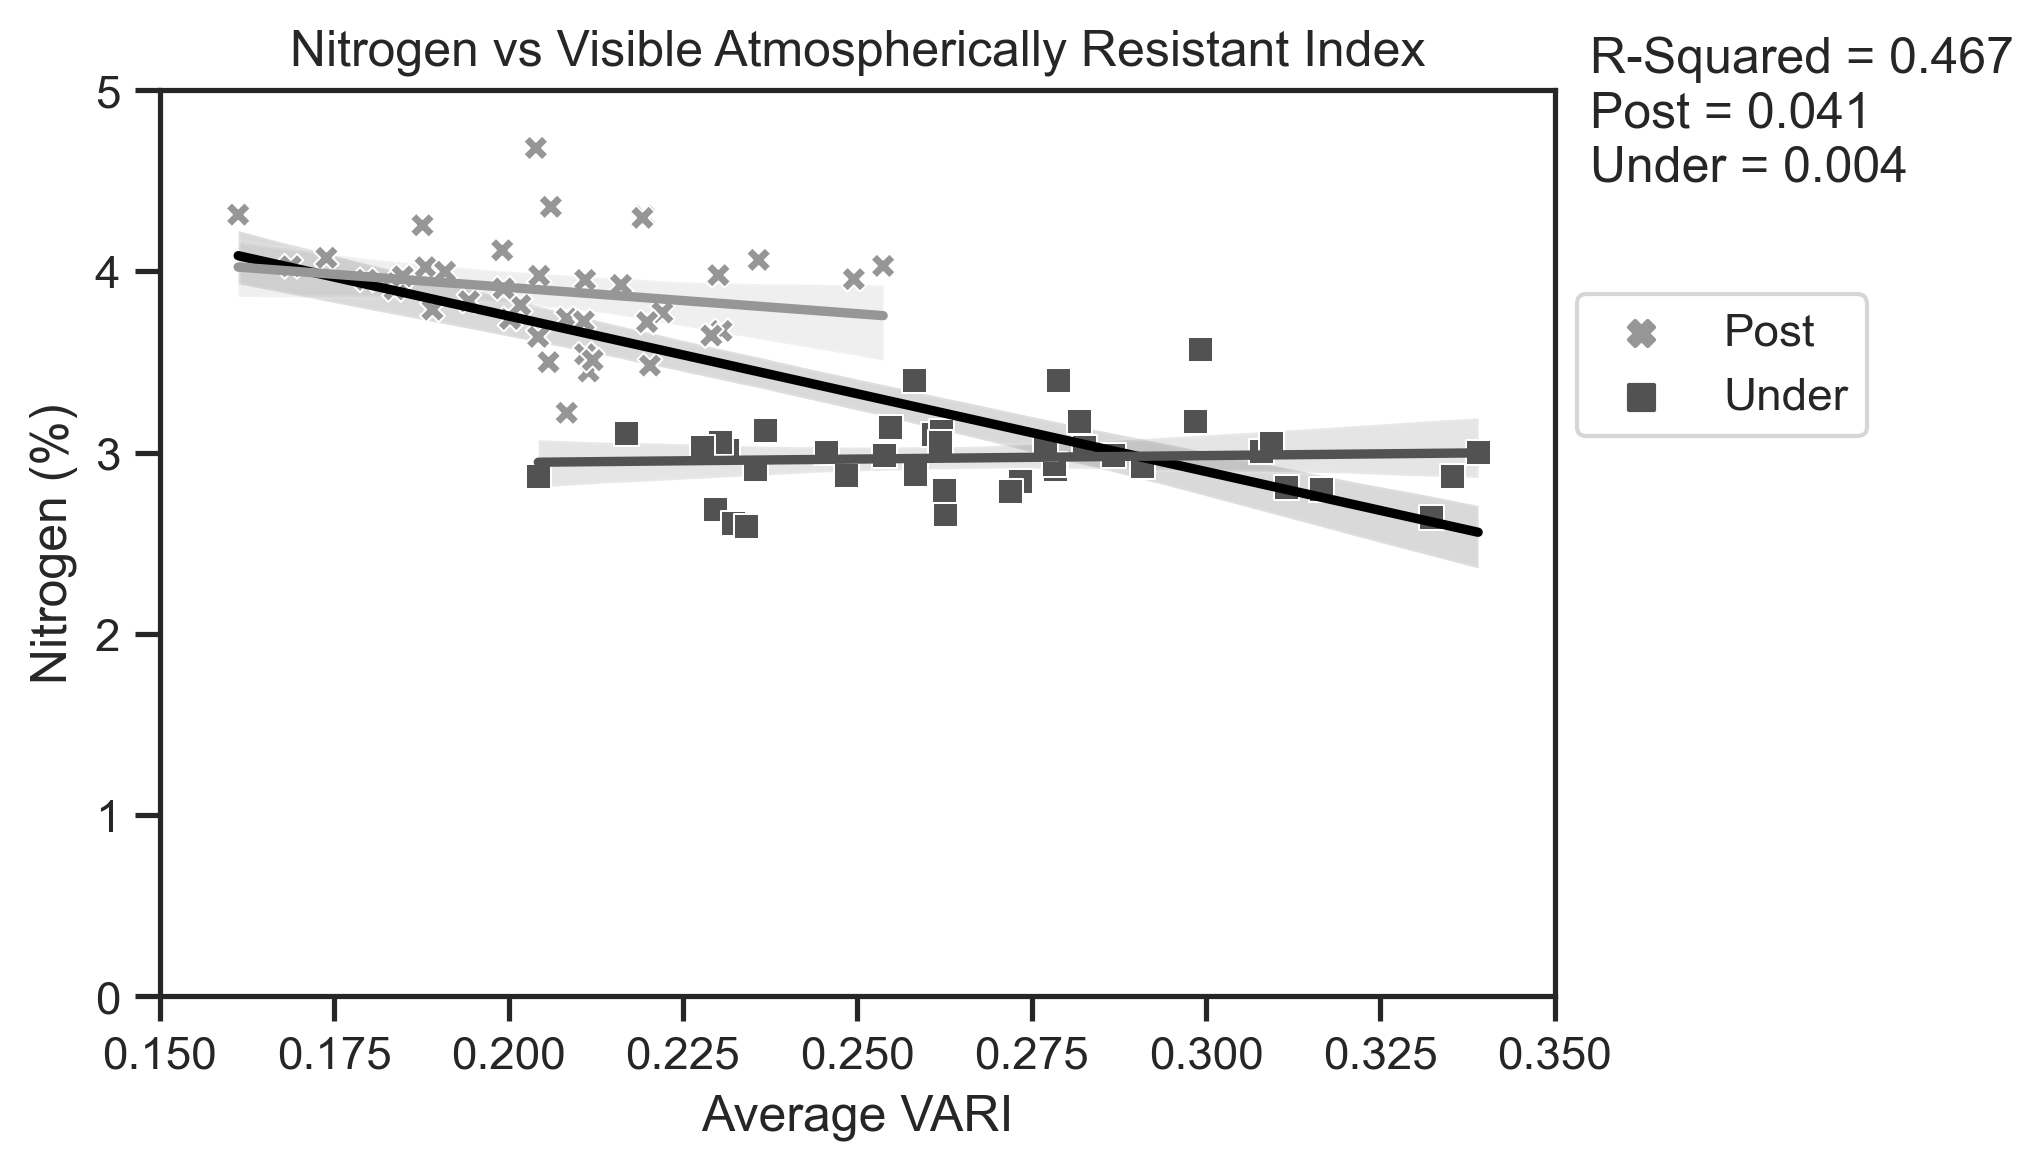 Nitrogen vs Visible Atmospherically Resistant Index
R-Squared = 0.467
Post = 0.041
Under = 0.004
Post
Under
Nitrogen (%)
5
4
3
2
1
0
0.150 0.175 0.200 0.225 0.250 0.275 0.300 0.325 0.350
Average VARI